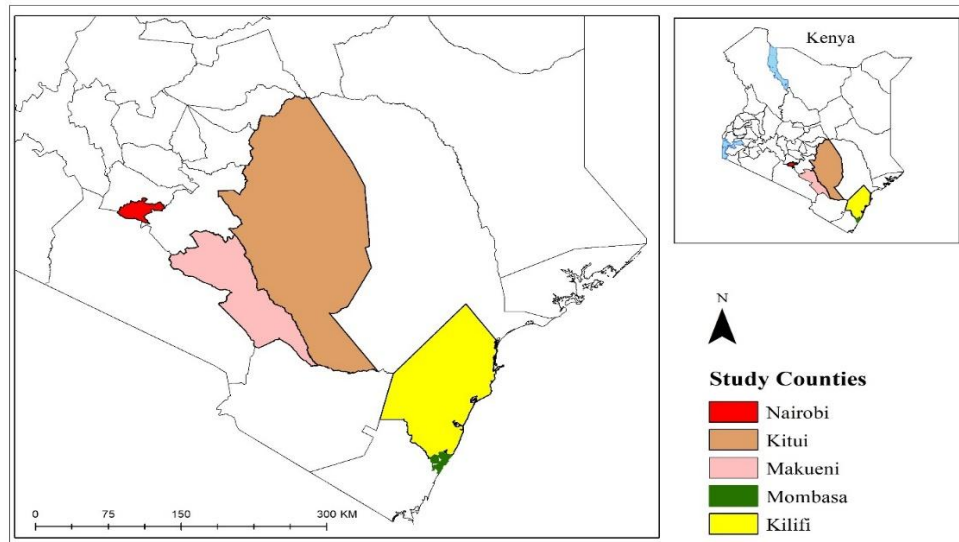 Kenya
N
Study Counties
Nairobi
Kitui
Makueni
Mombasa
Kilifi
0 75 150 300 KM